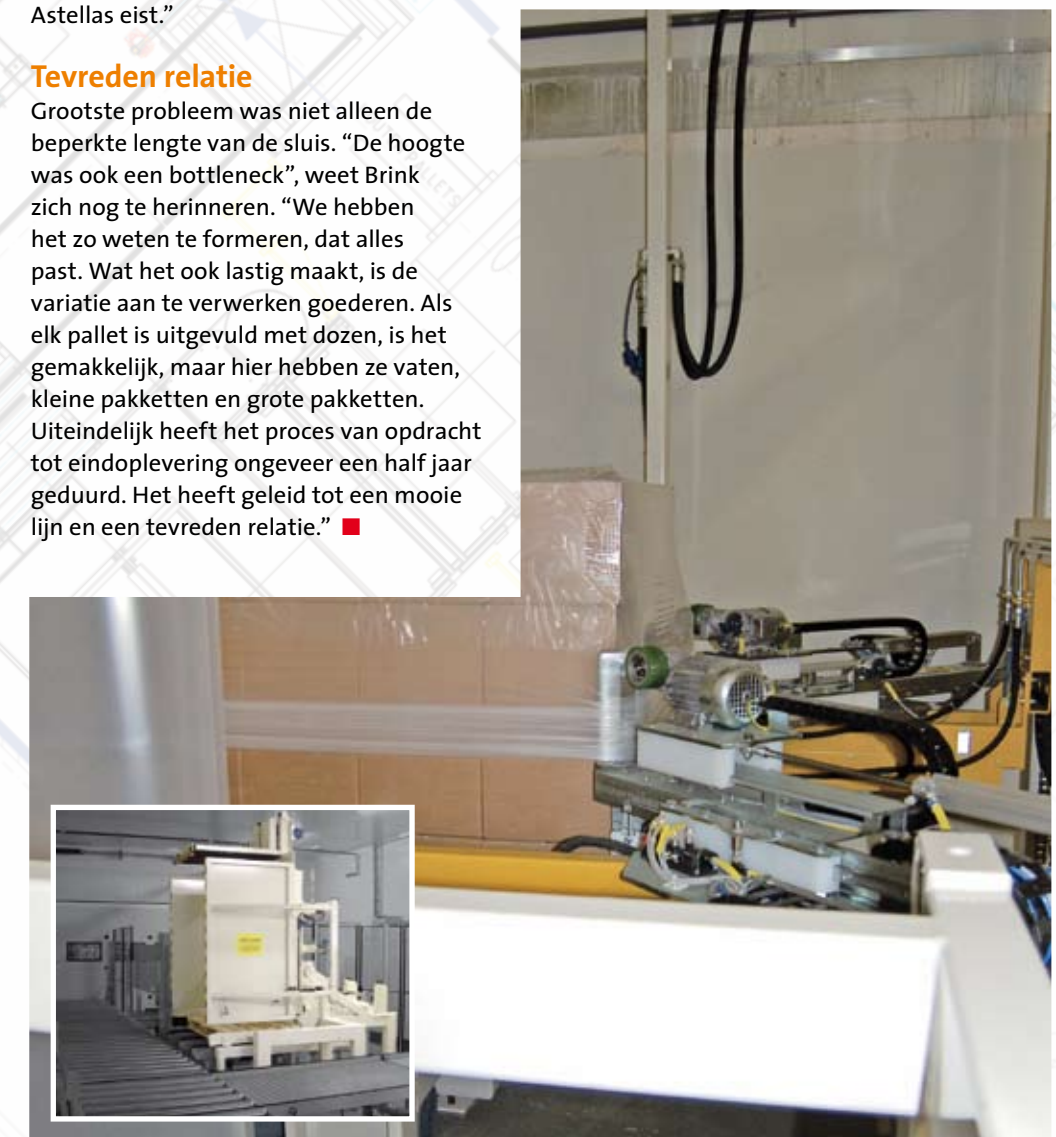 Astellas eist.”
Tevreden relatie
Grootste probleem was niet alleen de
beperkte lengte van de sluis. “De hoogte
was ook een bottleneck”, weet Brink
zich nog te herinneren. “We hebben
het zo weten te formeren, dat alles
past. Wat het ook lastig maakt, is de
variatie aan te verwerken goederen. Als
elk pallet is uitgevuld met dozen, is het
gemakkelijk, maar hier hebben ze vaten,
kleine pakketten en grote pakketten.
Uiteindelijk heeft het proces van opdracht
tot eindoplevering ongeveer een half jaar
geduurd. Het heeft geleid tot een mooie
lijn en een tevreden relatie.” ■